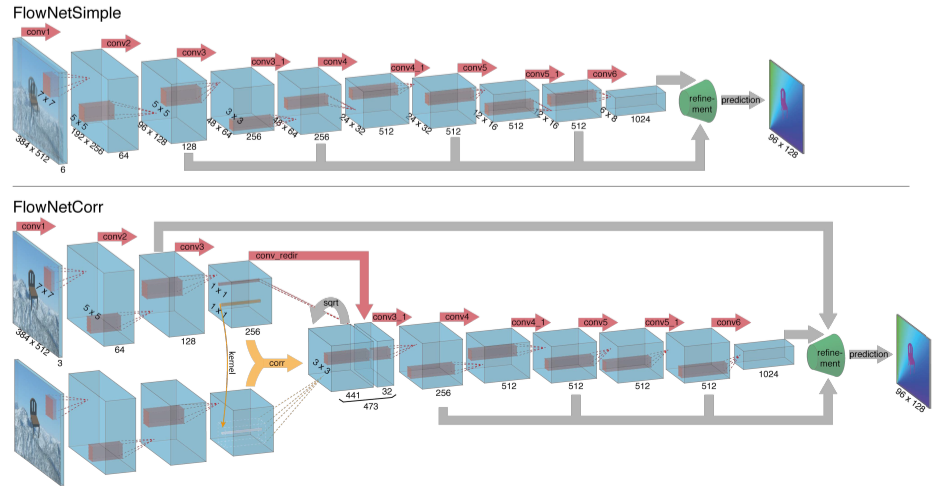 FlowNetSimple
conv1
conv2
conv3
conv3_1
conv4
conv4_1
conv5
conv5_1
conv6
7 x 7
5 x 5
5 x 5
3 x 3
384 x 512
192 x 256
96 x 128
48 x 64
48 x 64
24 x 32
24 x 32
12 x 16
12 x 16
6 x 8
6
64
128
256
256
512
512
512
512
1024
refine-
ment
prediction
96 x 128
FlowNetCorr
conv1
conv2
conv3
conv_redir
sqrt
conv3_1
conv4
conv4_1
conv5
conv5_1
conv6
7 x 7
5 x 5
1 x 1
1 x 1
3 x 3
384 x 512
3
64
128
256
kernel
corr
441
32
473
256
512
512
512
512
1024
refine-
ment
prediction
96 x 128